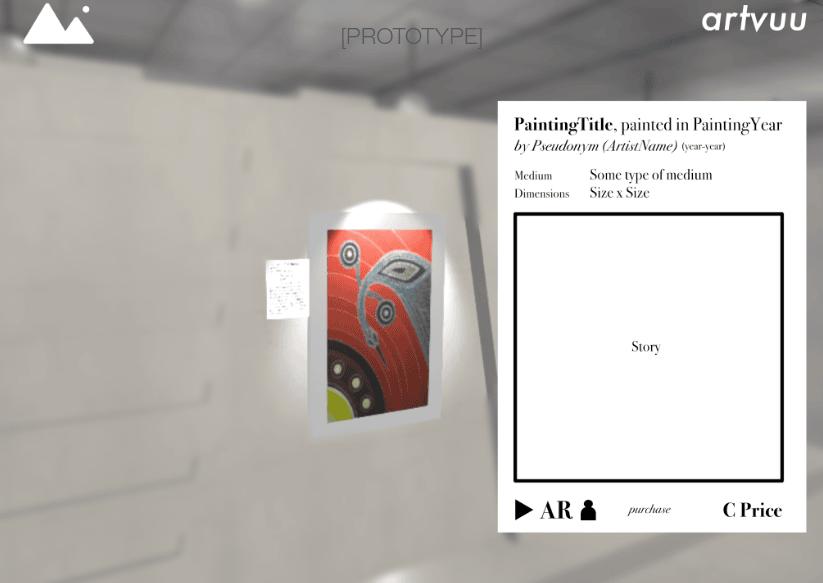 artvuu
[PROTOTYPE]
PaintingTitle, painted in PaintingYear
by Pseudonym (ArtistName) (year-year)
Medium Some type of medium
Dimensions Size x Size
Story
AR purchase C Price